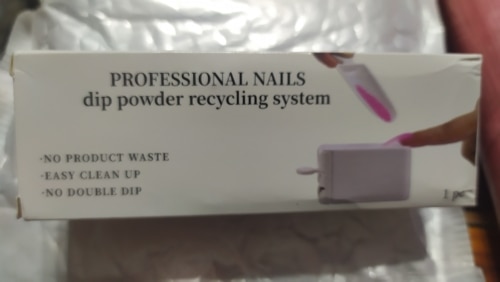 PROFESSIONAL NAILS
dip powder recycling system
·NO PRODUCT WASTE
·EASY CLEAN UP
·NO DOUBLE DIP